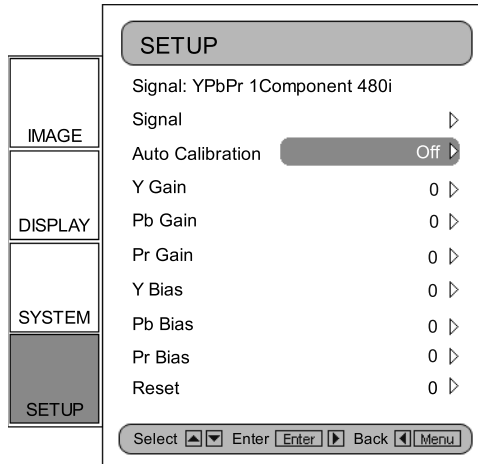 SETUP
Signal: YPbPr 1Component 480i
Signal
Auto Calibration Off
Y Gain 0
Pb Gain 0
Pr Gain 0
Y Bias 0
Pb Bias 0
Pr Bias 0
Reset 0
IMAGE
DISPLAY
SYSTEM
SETUP
Select Enter Enter Back Menu